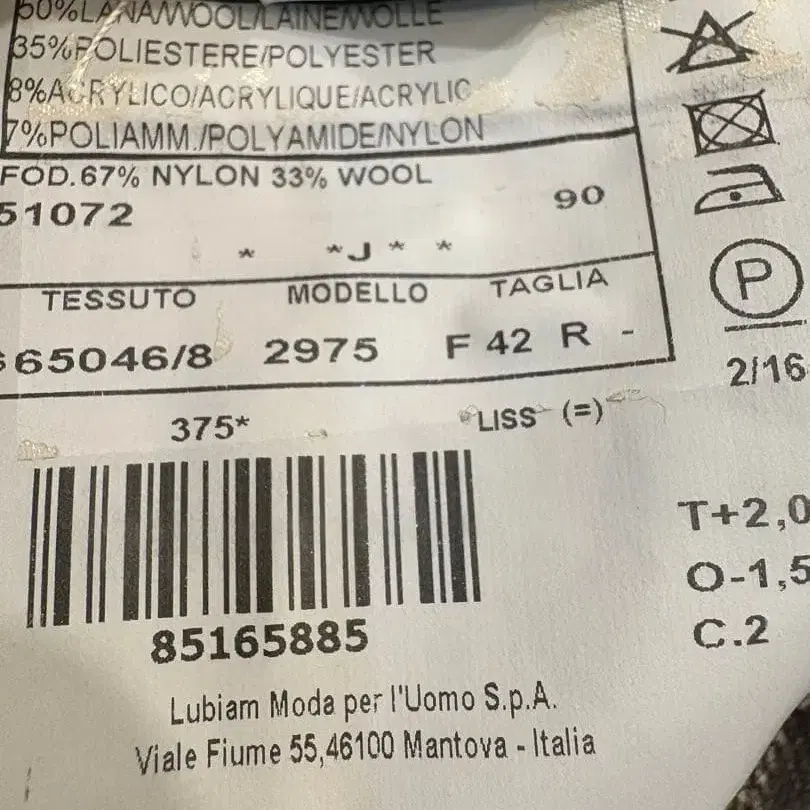 50%LANA/WOOL/LAINE/WOLLE
35%POLIESTERE/POLYESTER
8%ACRYLICO/ACRYLIQUE/ACRYLIC
7%POLIAMM./POLYAMIDE/NYLON
FOD.67% NYLON 33% WOOL
51072
90
* *J* *
TESSUTO MODELLO TAGLIA
65046/8 2975 F 42 R -
P
2/16
375* LISS (=)
T+2,0
O-1,5
C.2
85165885
Lubiam Moda per l'Uomo S.p.A.
Viale Fiume 55,46100 Mantova - Italia